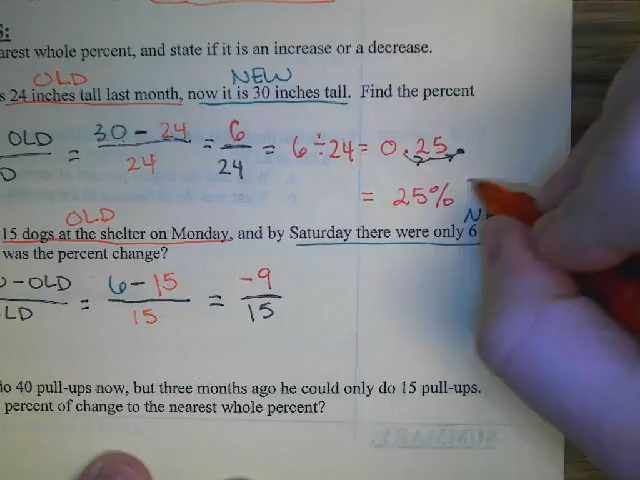 S:
arest whole percent, and state if it is an increase or a decrease.
OLD NEW
s 24 inches tall last month, now it is 30 inches tall. Find the percent
OLD / D = 30 - 24 / 24 = 6 / 24 = 6 ÷ 24 = 0.25
= 25%
OLD
15 dogs at the shelter on Monday, and by Saturday there were only 6
was the percent change?
- OLD / LD = 6 - 15 / 15 = -9 / 15
do 40 pull-ups now, but three months ago he could only do 15 pull-ups.
percent of change to the nearest whole percent?
SUMMARY